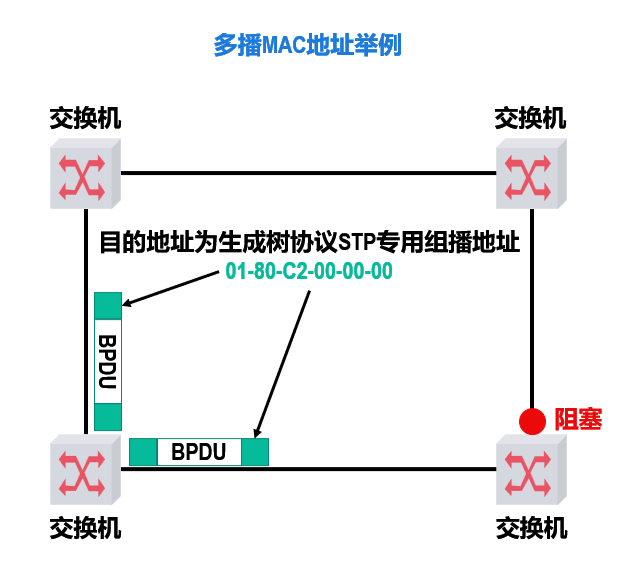 多播MAC地址举例
交换机
交换机
目的地址为生成树协议STP专用组播地址
01-80-C2-00-00-00
BPDU
阻塞
BPDU
交换机
交换机